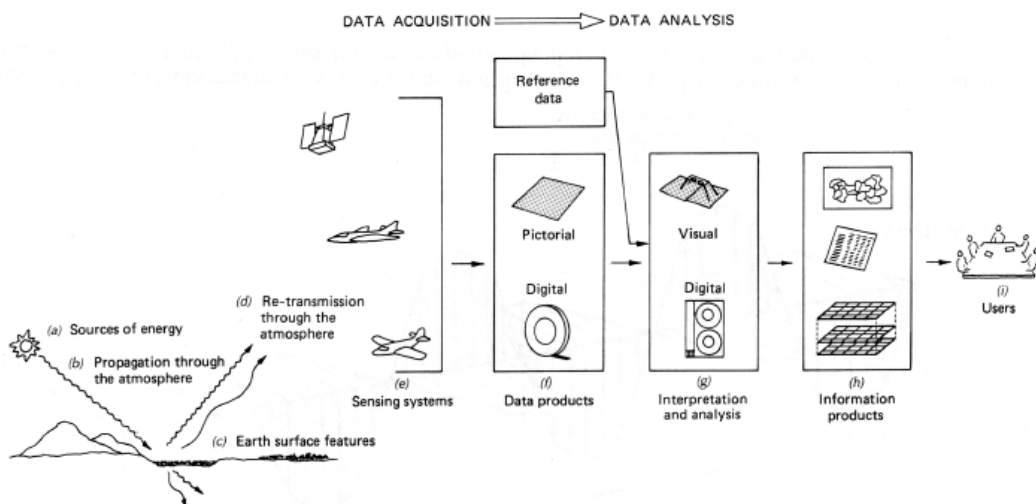 DATA ACQUISITION DATA ANALYSIS
Reference
data
Pictorial
Digital
Visual
Digital
(a) Sources of energy
(b) Propagation through
the atmosphere
(c) Earth surface features
(d) Re-transmission
through the
atmosphere
(e)
Sensing systems
(f)
Data products
(g)
Interpretation
and analysis
(h)
Information
products
(i)
Users